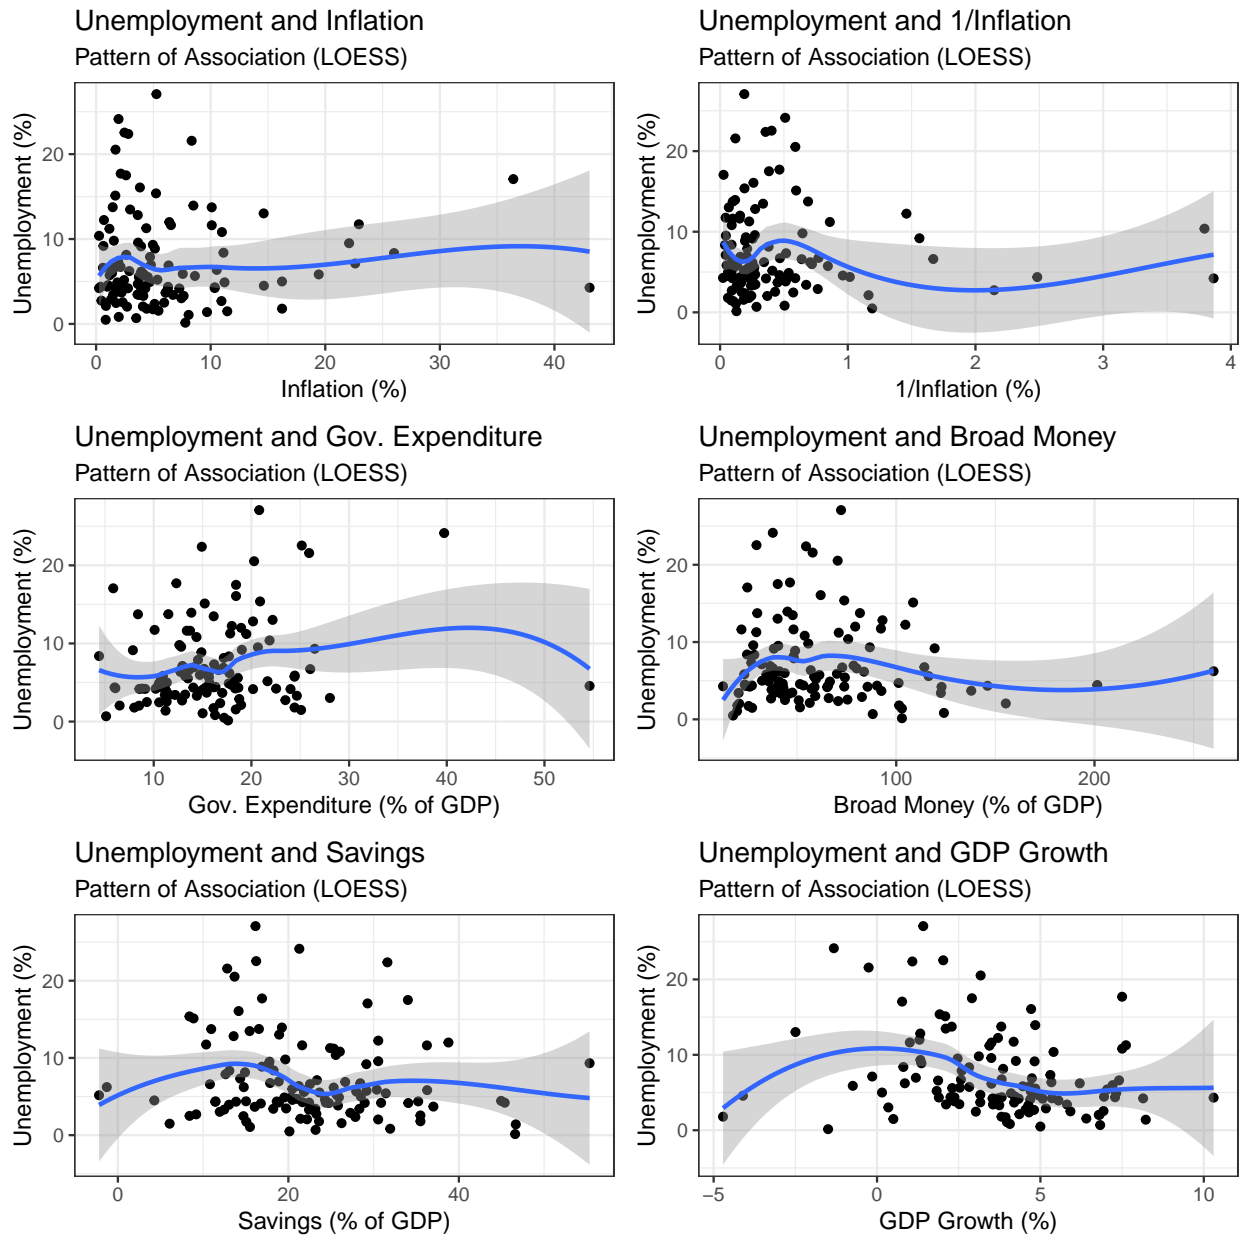 Unemployment and Inflation
Pattern of Association (LOESS)
Unemployment (%)
20
10
0
0 10 20 30 40
Inflation (%)
Unemployment and 1/Inflation
Pattern of Association (LOESS)
Unemployment (%)
20
10
0
0 1 2 3 4
1/Inflation (%)
Unemployment and Gov. Expenditure
Pattern of Association (LOESS)
Unemployment (%)
20
10
0
10 20 30 40 50
Gov. Expenditure (% of GDP)
Unemployment and Broad Money
Pattern of Association (LOESS)
Unemployment (%)
20
10
0
100 200
Broad Money (% of GDP)
Unemployment and Savings
Pattern of Association (LOESS)
Unemployment (%)
20
10
0
0 20 40
Savings (% of GDP)
Unemployment and GDP Growth
Pattern of Association (LOESS)
Unemployment (%)
20
10
0
−5 0 5 10
GDP Growth (%)